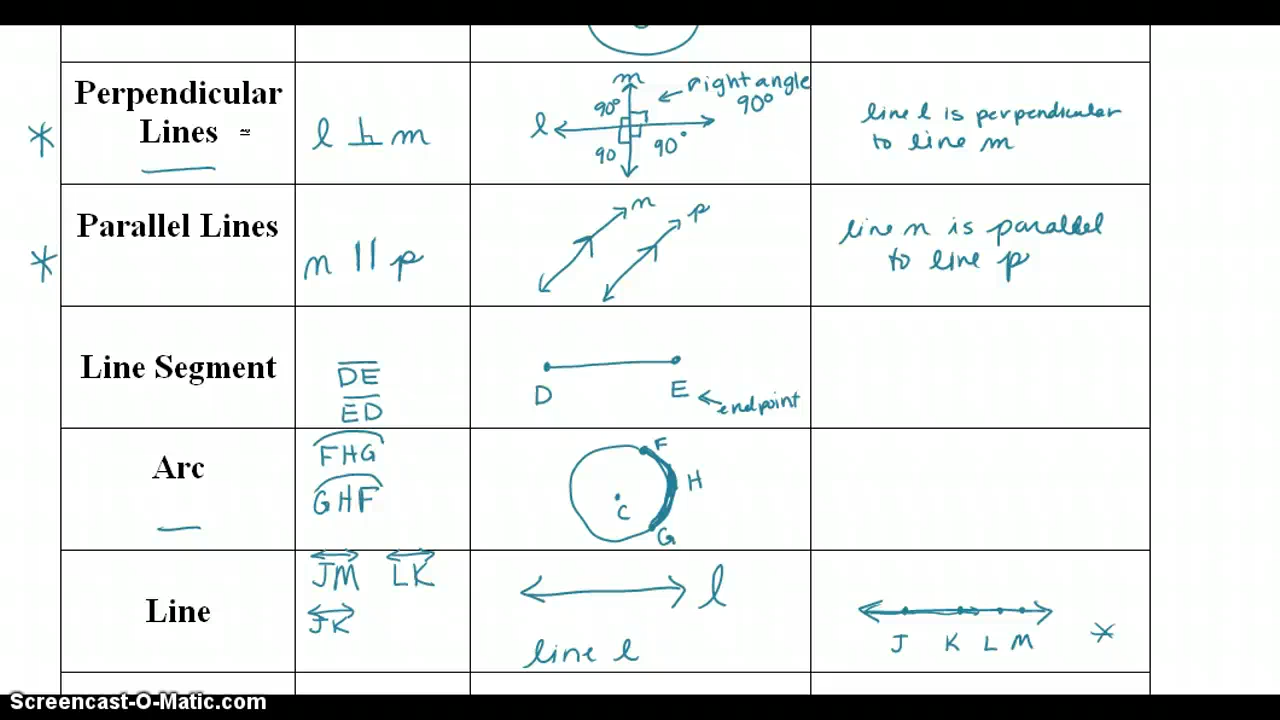 Perpendicular
Lines =
l ⊥ m
m
90°
right angle
90°
l
90
90°
line l is perpendicular
to line m
Parallel Lines
n || p
n
p
line n is parallel
to line p
Line Segment
DE
ED
D
E
endpoint
Arc
FHG
GHF
F
H
C
G
Line
JM LK
JK
l
line l
J K L M
Screencast-O-Matic.com